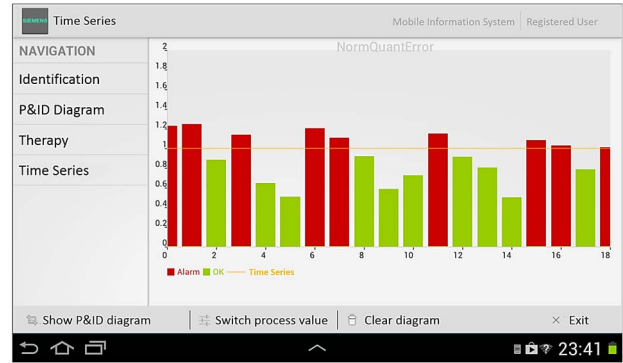 SIEMENS Time Series
Mobile Information System | Registered User
NAVIGATION
Identification
P&ID Diagram
Therapy
Time Series
NormQuantError
2
1.8
1.6
1.4
1.2
1
0.8
0.6
0.4
0.2
0
0 2 4 6 8 10 12 14 16 18
Alarm OK Time Series
Show P&ID diagram | Switch process value | Clear diagram × Exit
23:41